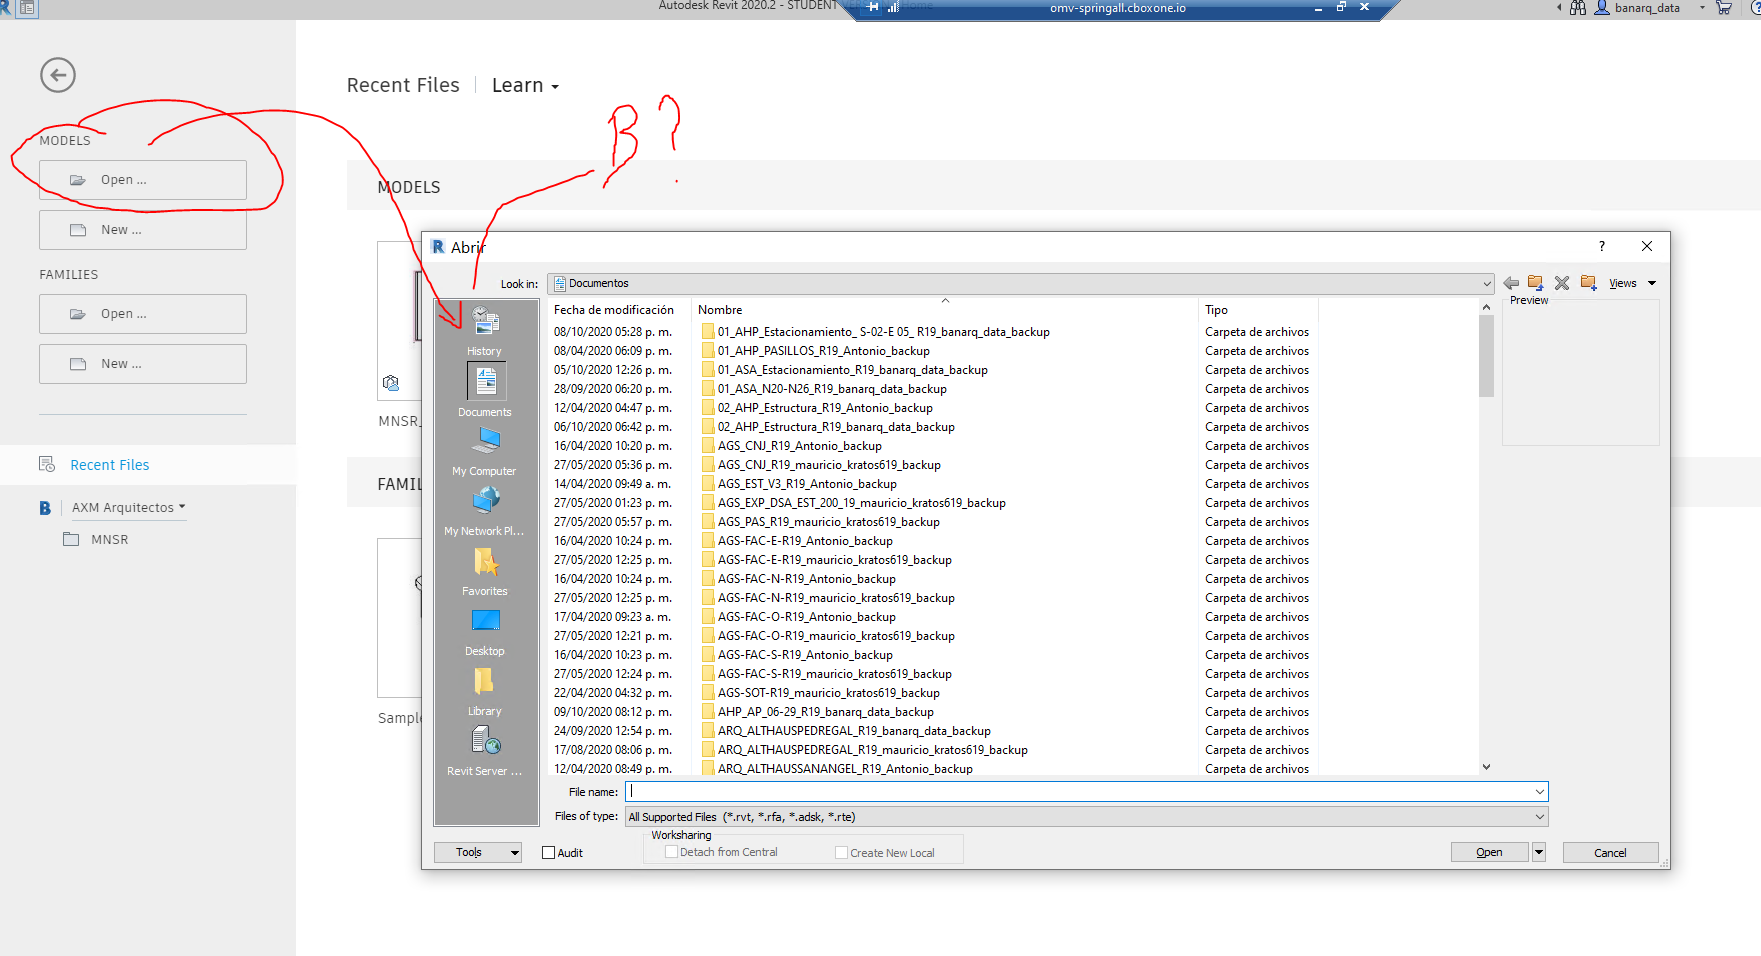 Autodesk Revit 2020.2 - STUDENT VER
omv-springall.cboxone.io
banarq_data
Recent Files
Learn
B?
MODELS
Open ...
New ...
FAMILIES
Open ...
New ...
Recent Files
B
AXM Arquitectos
MNSR
MODELS
MNSR_
FAMIL
Sample
R Abrir
?
Look in:
Documentos
Views
Preview
History
Documents
My Computer
My Network Pl...
Favorites
Desktop
Library
Revit Server ...
Fecha de modificación Nombre Tipo
08/10/2020 05:28 p. m. 01_AHP_Estacionamiento_ S-02-E 05_ R19_banarq_data_backup Carpeta de archivos
08/04/2020 06:09 p. m. 01_AHP_PASILLOS_R19_Antonio_backup Carpeta de archivos
05/10/2020 12:26 p. m. 01_ASA_Estacionamiento_R19_banarq_data_backup Carpeta de archivos
28/09/2020 06:20 p. m. 01_ASA_N20-N26_R19_banarq_data_backup Carpeta de archivos
12/04/2020 04:47 p. m. 02_AHP_Estructura_R19_Antonio_backup Carpeta de archivos
06/10/2020 06:42 p. m. 02_AHP_Estructura_R19_banarq_data_backup Carpeta de archivos
16/04/2020 10:20 p. m. AGS_CNJ_R19_Antonio_backup Carpeta de archivos
27/05/2020 05:36 p. m. AGS_CNJ_R19_mauricio_kratos619_backup Carpeta de archivos
14/04/2020 09:49 a. m. AGS_EST_V3_R19_Antonio_backup Carpeta de archivos
27/05/2020 01:23 p. m. AGS_EXP_DSA_EST_200_19_mauricio_kratos619_backup Carpeta de archivos
27/05/2020 05:57 p. m. AGS_PAS_R19_mauricio_kratos619_backup Carpeta de archivos
16/04/2020 10:24 p. m. AGS-FAC-E-R19_Antonio_backup Carpeta de archivos
27/05/2020 12:25 p. m. AGS-FAC-E-R19_mauricio_kratos619_backup Carpeta de archivos
16/04/2020 10:24 p. m. AGS-FAC-N-R19_Antonio_backup Carpeta de archivos
27/05/2020 12:25 p. m. AGS-FAC-N-R19_mauricio_kratos619_backup Carpeta de archivos
17/04/2020 09:23 a. m. AGS-FAC-O-R19_Antonio_backup Carpeta de archivos
27/05/2020 12:21 p. m. AGS-FAC-O-R19_mauricio_kratos619_backup Carpeta de archivos
16/04/2020 10:23 p. m. AGS-FAC-S-R19_Antonio_backup Carpeta de archivos
27/05/2020 12:24 p. m. AGS-FAC-S-R19_mauricio_kratos619_backup Carpeta de archivos
22/04/2020 04:32 p. m. AGS-SOT-R19_mauricio_kratos619_backup Carpeta de archivos
09/10/2020 08:12 p. m. AHP_AP_06-29_R19_banarq_data_backup Carpeta de archivos
24/09/2020 12:54 p. m. ARQ_ALTHAUSPEDREGAL_R19_banarq_data_backup Carpeta de archivos
17/08/2020 08:06 p. m. ARQ_ALTHAUSPEDREGAL_R19_mauricio_kratos619_backup Carpeta de archivos
12/04/2020 08:49 p. m. ARQ_ALTHAUSSANANGEL_R19_Antonio_backup Carpeta de archivos
File name:
Files of type: All Supported Files (*.rvt, *.rfa, *.adsk, *.rte)
Worksharing
Tools
Audit
Detach from Central
Create New Local
Open
Cancel